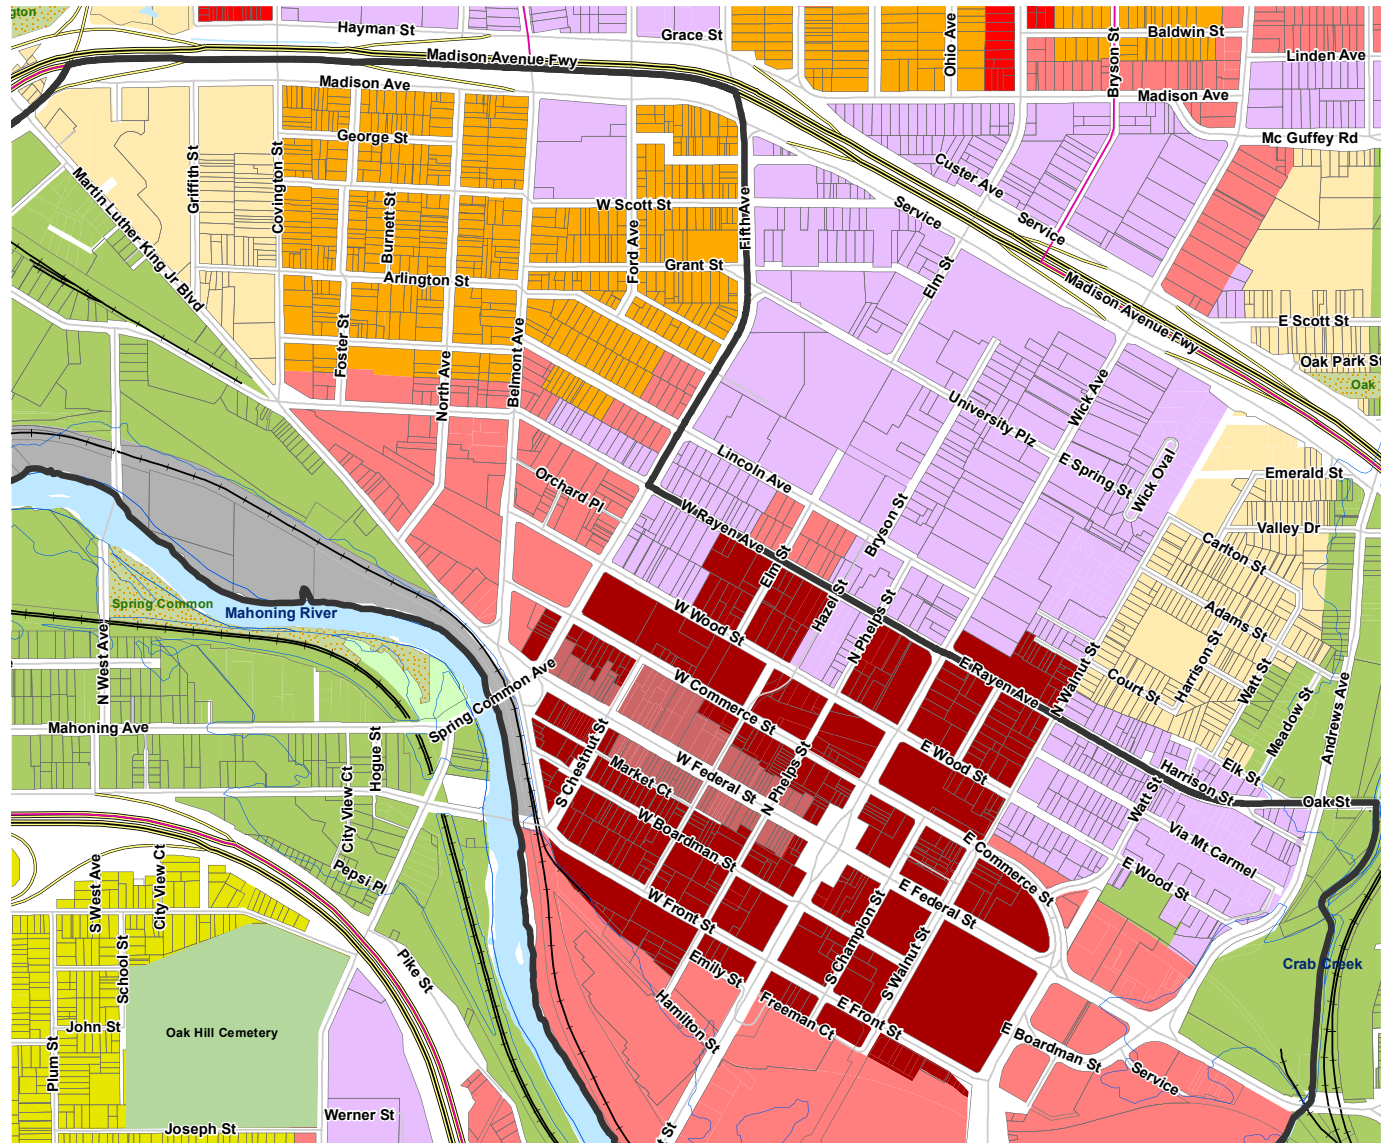 ngton
Hayman St
Grace St
Ohio Ave
Bryson St
Baldwin St
Linden Ave
Madison Avenue Fwy
Madison Ave
Madison Ave
Mc Guffey Rd
George St
Griffith St
Covington St
Martin Luther King Jr Blvd
Burnett St
W Scott St
Ford Ave
Fifth Ave
Custer Ave
Service
Service
Arlington St
Grant St
Elm St
Madison Avenue Fwy
E Scott St
Oak Park St
Oak
Foster St
North Ave
Belmont Ave
University Plz
Wick Ave
E Spring St
Wick Oval
Emerald St
Valley Dr
Lincoln Ave
Orchard Pl
W Rayen Ave
Bryson St
Carlton St
Elm St
Hazel St
N Phelps St
Adams St
Spring Common
Mahoning River
W Wood St
N West Ave
E Rayen Ave
N Walnut St
Court St
Harrison St
Watt St
Meadow St
Andrews Ave
Mahoning Ave
Spring Common Ave
W Commerce St
Hogue St
City View Ct
S Chestnut St
Market Ct
W Federal St
N Phelps St
E Wood St
Elk St
Harrison St
Oak St
Watt St
Via Mt Carmel
W Boardman St
E Commerce St
E Wood St
Pepsi Pl
S West Ave
City View Ct
School St
W Front St
E Federal St
S Champion St
S Walnut St
Pike St
Emily St
Freeman Ct
E Front St
Hamilton St
Crab Creek
Oak Hill Cemetery
John St
Plum St
E Boardman St
Service
Werner St
Joseph St
t St